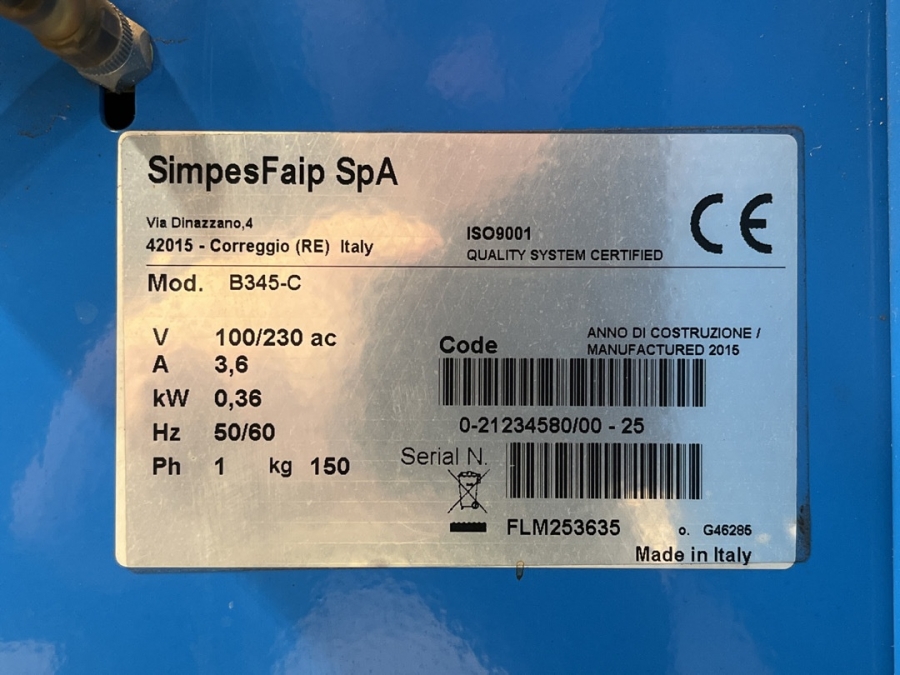 SimpesFaip SpA
Via Dinazzano,4
42015 - Correggio (RE) Italy
ISO9001
QUALITY SYSTEM CERTIFIED
CE
Mod. B345-C
V 100/230 ac
A 3,6
kW 0,36
Hz 50/60
Ph 1 kg 150
Code
ANNO DI COSTRUZIONE /
MANUFACTURED 2015
0-21234580/00 - 25
Serial N.
FLM253635
o. G46285
Made in Italy